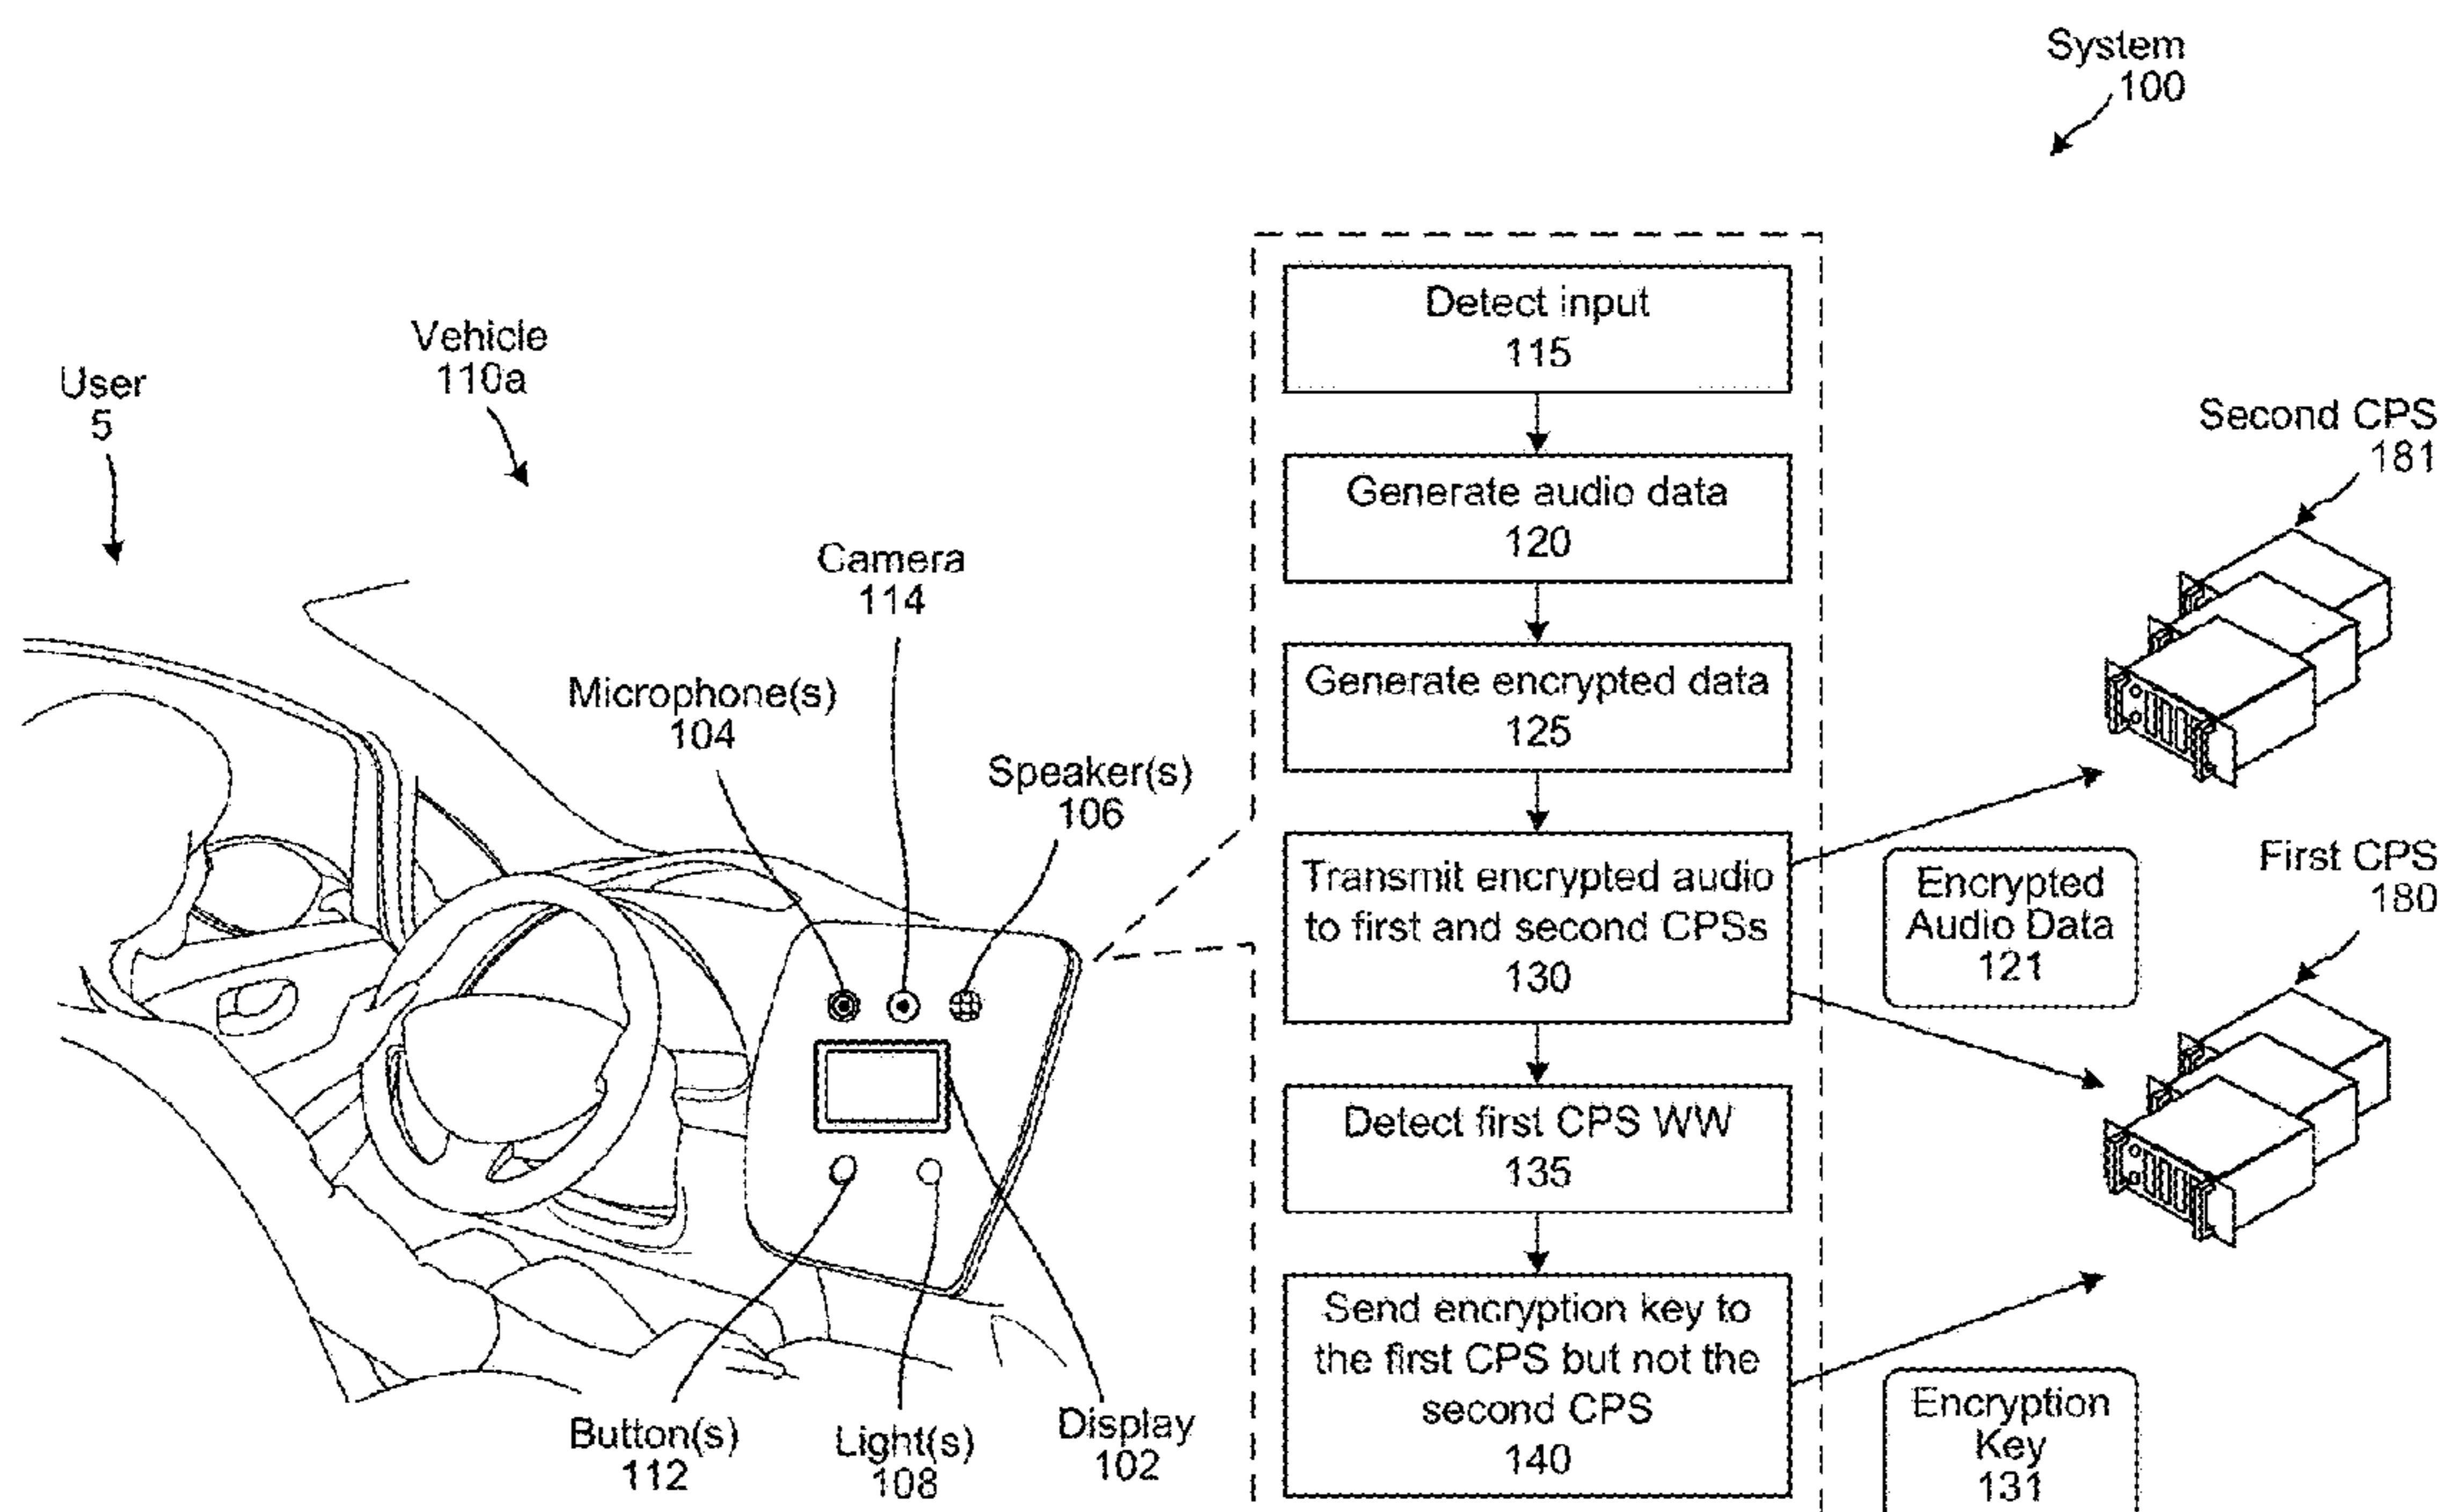 System
100
User
5
Vehicle
110a
Camera
114
Microphone(s)
104
Speaker(s)
106
Button(s)
112
Light(s)
108
Display
102
Detect input
115
Generate audio data
120
Generate encrypted data
125
Transmit encrypted audio
to first and second CPSs
130
Detect first CPS WW
135
Send encryption key to
the first CPS but not the
second CPS
140
Second CPS
181
Encrypted
Audio Data
121
First CPS
180
Encryption
Key
131